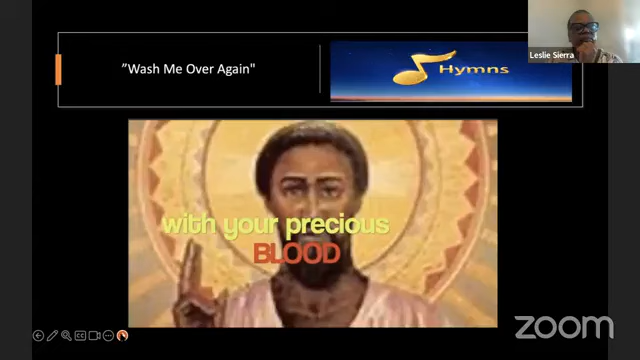 "Wash Me Over Again"
Hymns
Leslie Sierra
with your precious
BLOOD
zoom